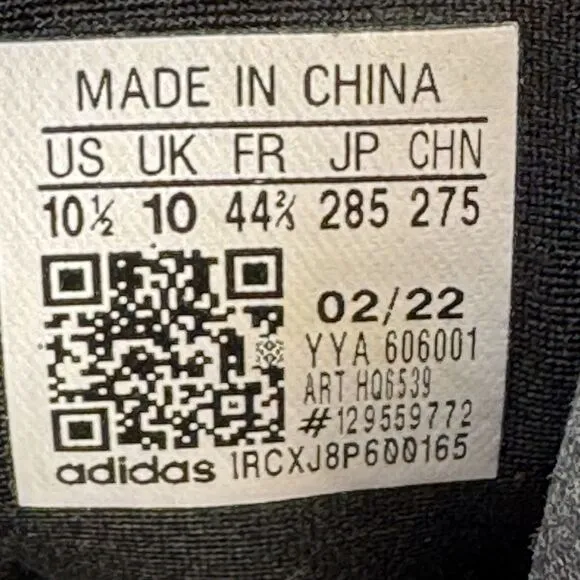 MADE IN CHINA
US UK FR JP CHN
10½ 10 44⅔ 285 275
02/22
YYA 606001
ART HQ6539
#129559772
adidas 1RCXJ8P600165